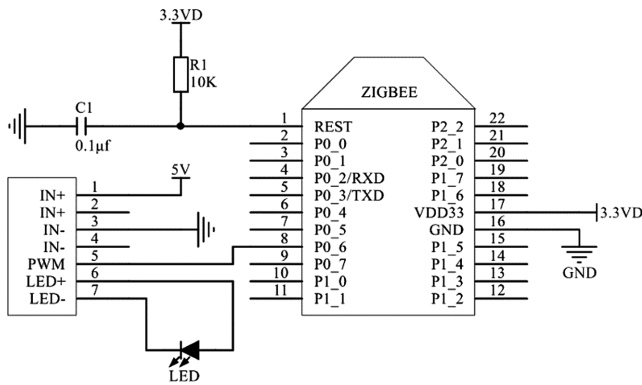 3.3VD
R1
10K
C1
0.1μf
ZIGBEE
1 REST P2_2 22
2 P0_0 P2_1 21
3 P0_1 P2_0 20
4 P0_2/RXD P1_7 19
5 P0_3/TXD P1_6 18
6 P0_4 VDD33 17 3.3VD
7 P0_5 GND 16
8 P0_6 P1_5 15
9 P0_7 P1_4 14
10 P1_0 P1_3 13
11 P1_1 P1_2 12
GND
5V
IN+ 1
IN+ 2
IN- 3
IN- 4
PWM 5
LED+ 6
LED- 7
LED